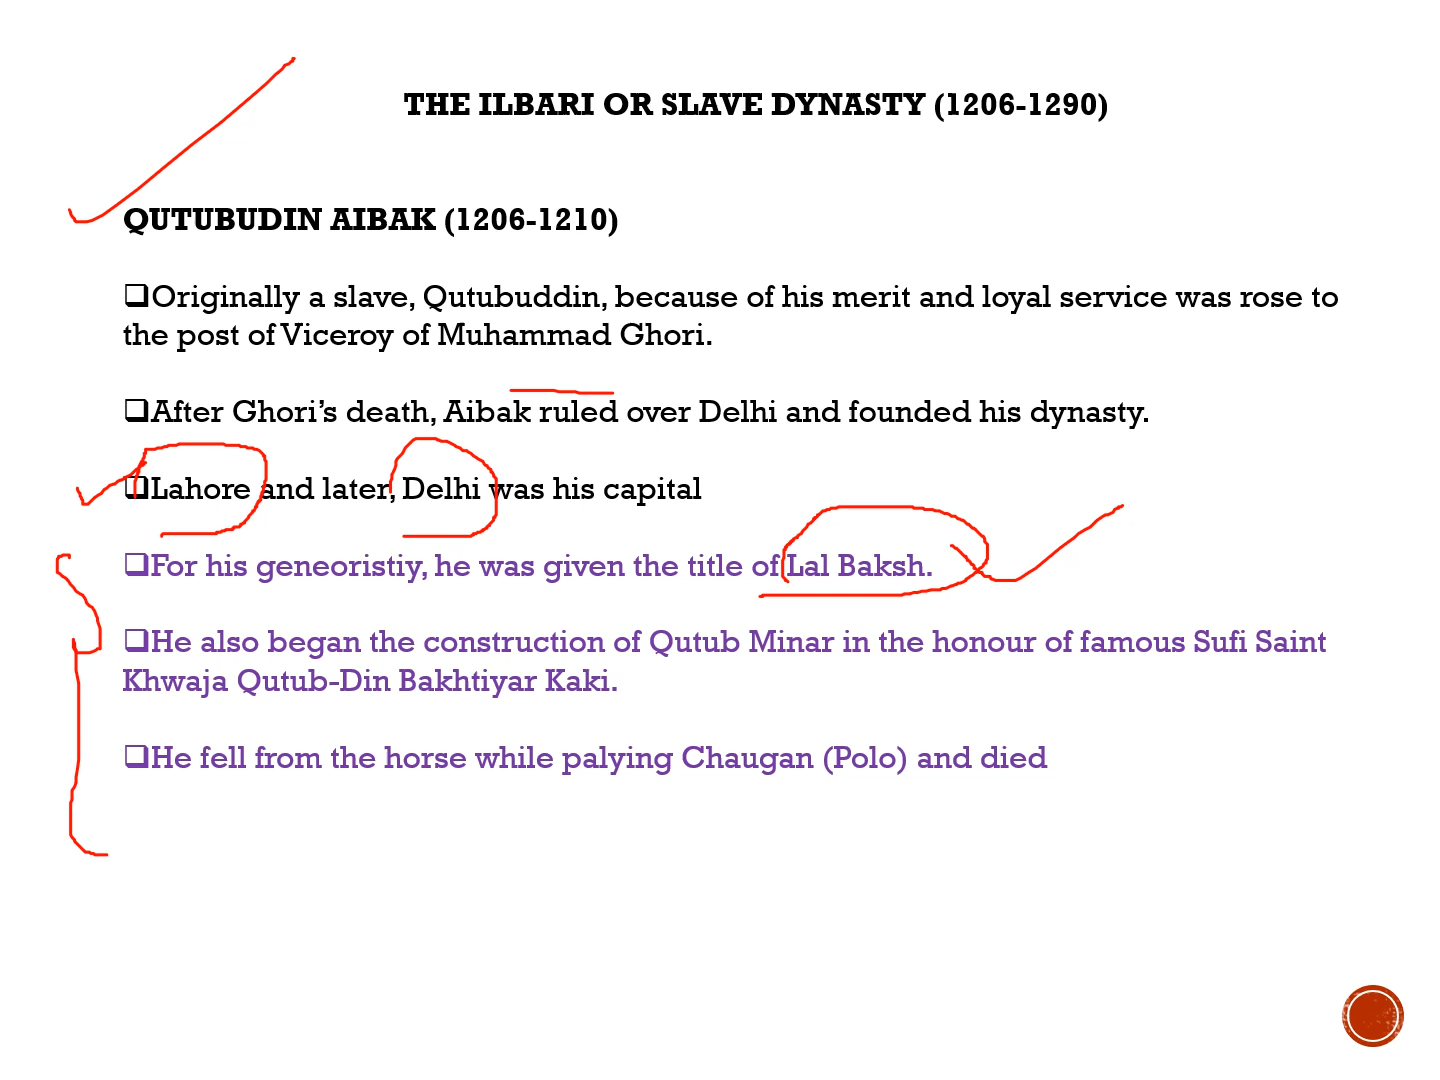 THE ILBARI OR SLAVE DYNASTY (1206-1290)
QUTUBUDIN AIBAK (1206-1210)
❑Originally a slave, Qutubuddin, because of his merit and loyal service was rose to
the post of Viceroy of Muhammad Ghori.
❑After Ghori’s death, Aibak ruled over Delhi and founded his dynasty.
❑Lahore and later, Delhi was his capital
❑For his geneoristiy, he was given the title of Lal Baksh.
❑He also began the construction of Qutub Minar in the honour of famous Sufi Saint
Khwaja Qutub-Din Bakhtiyar Kaki.
❑He fell from the horse while palying Chaugan (Polo) and died